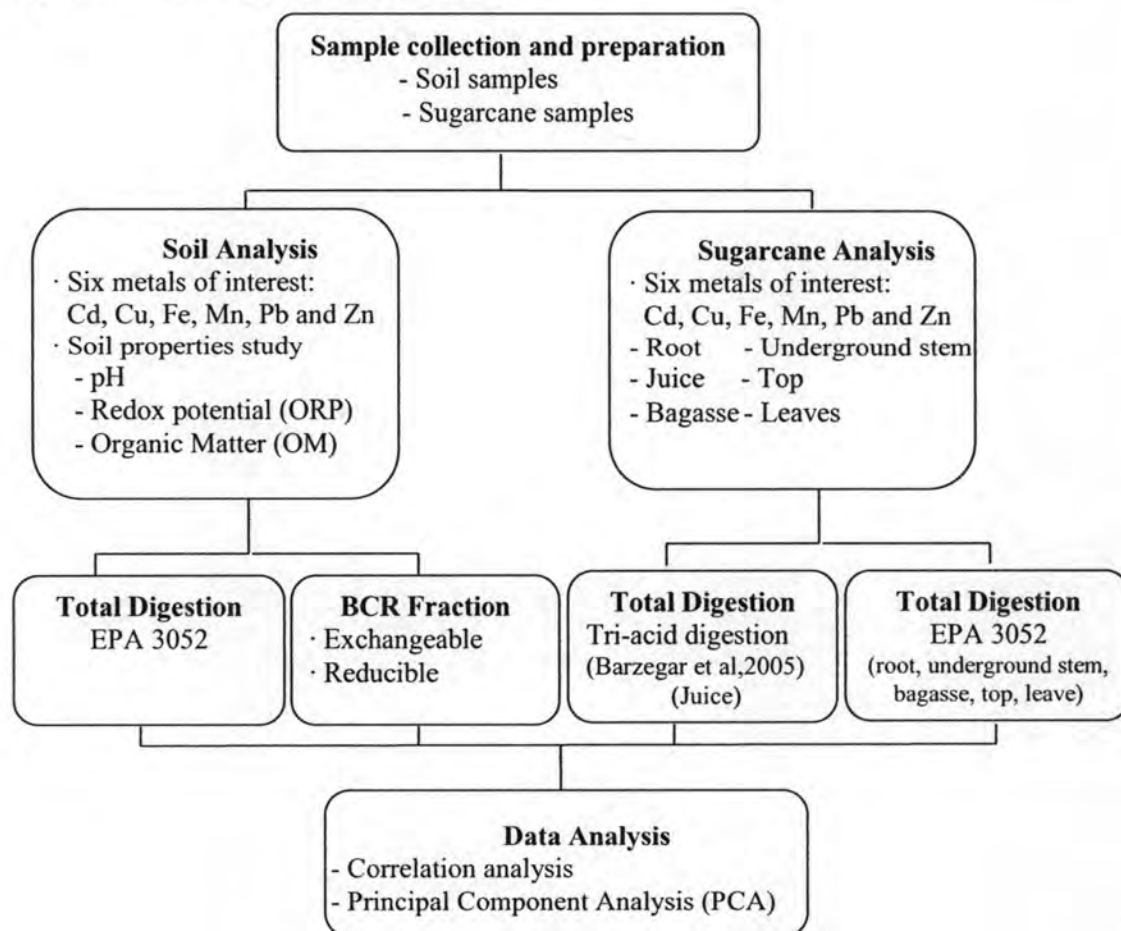 Sample collection and preparation
- Soil samples
- Sugarcane samples
Soil Analysis
· Six metals of interest:
Cd, Cu, Fe, Mn, Pb and Zn
· Soil properties study
- pH
- Redox potential (ORP)
- Organic Matter (OM)
Sugarcane Analysis
· Six metals of interest:
Cd, Cu, Fe, Mn, Pb and Zn
- Root - Underground stem
- Juice - Top
- Bagasse - Leaves
Total Digestion
EPA 3052
BCR Fraction
· Exchangeable
· Reducible
Total Digestion
Tri-acid digestion
(Barzegar et al,2005)
(Juice)
Total Digestion
EPA 3052
(root, underground stem,
bagasse, top, leave)
Data Analysis
- Correlation analysis
- Principal Component Analysis (PCA)